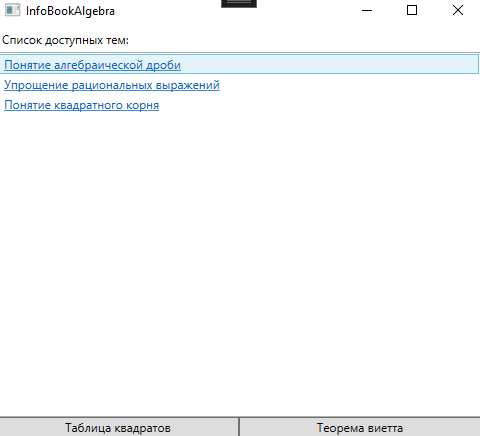 InfoBookAlgebra
Список доступных тем:
Понятие алгебраической дроби
Упрощение рациональных выражений
Понятие квадратного корня
Таблица квадратов
Теорема виетта